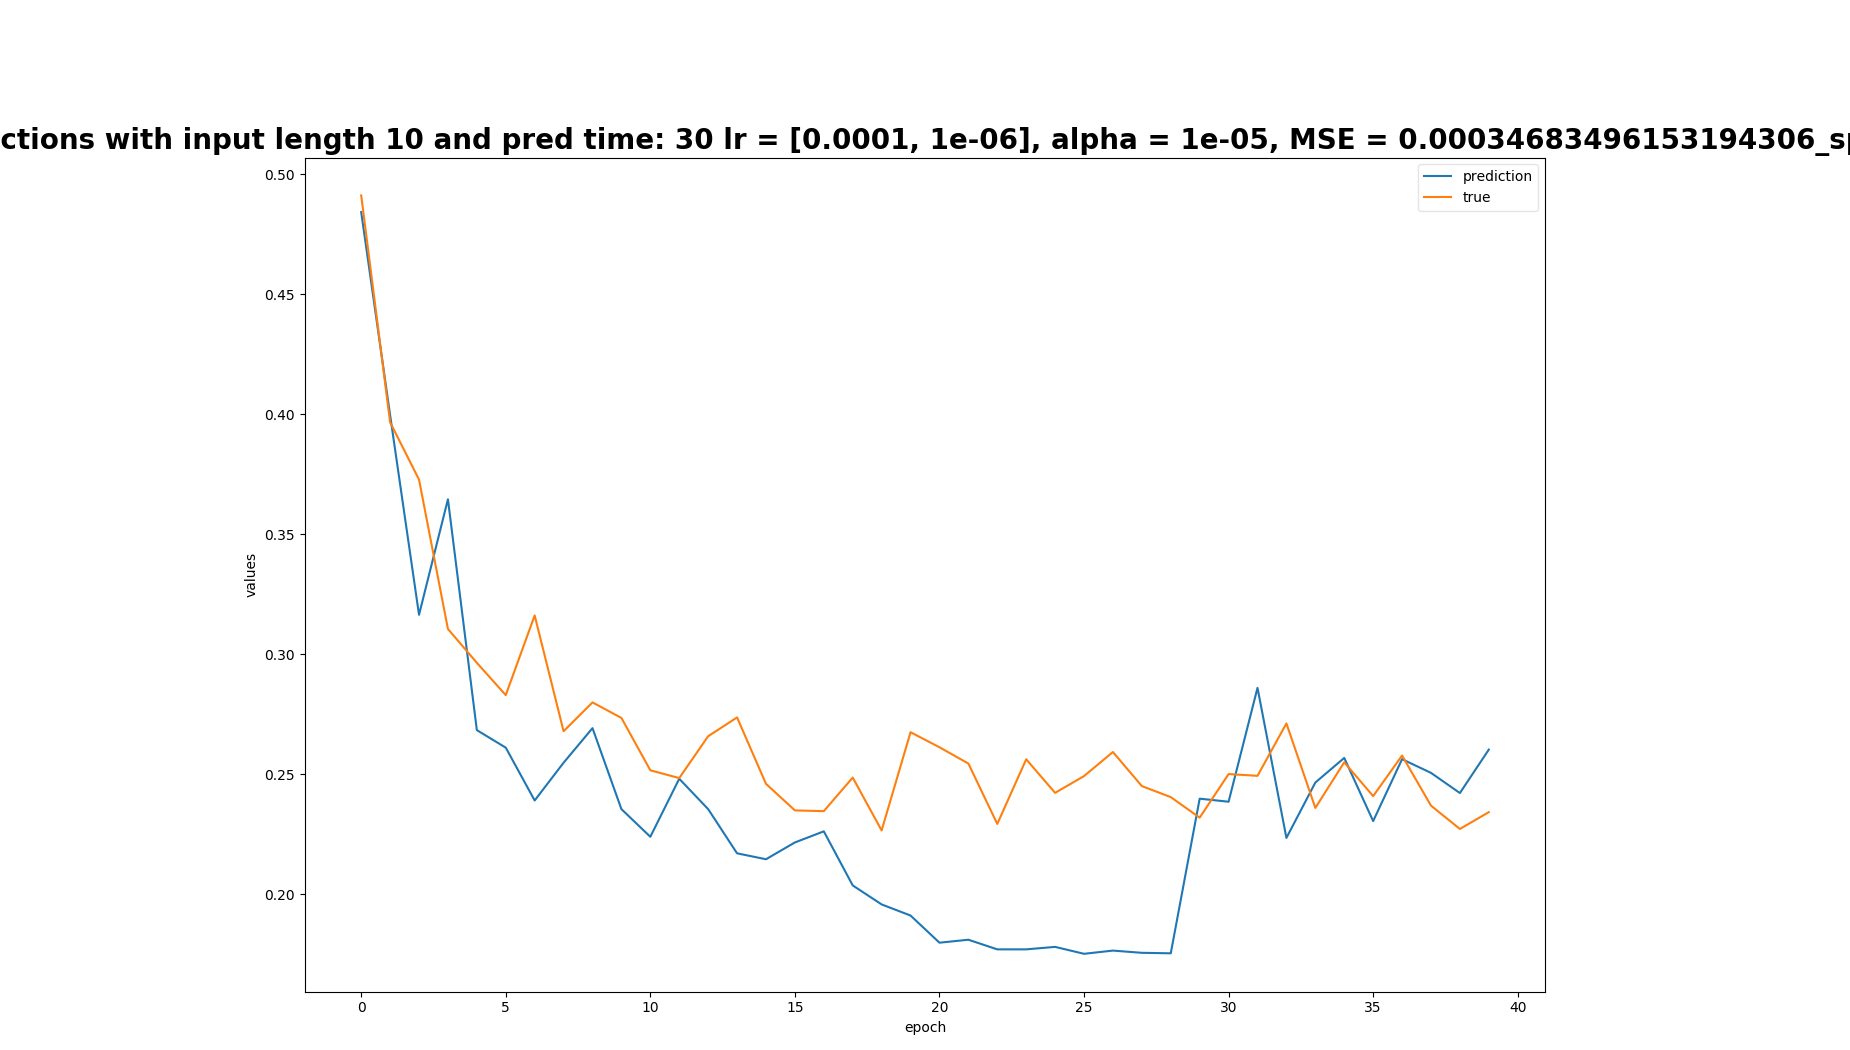 ctions with input length 10 and pred time: 30 lr = [0.0001, 1e-06], alpha = 1e-05, MSE = 0.00034683496153194306_sp
prediction
true
0.50
0.45
0.40
0.35
0.30
0.25
0.20
values
0 5 10 15 20 25 30 35 40
epoch